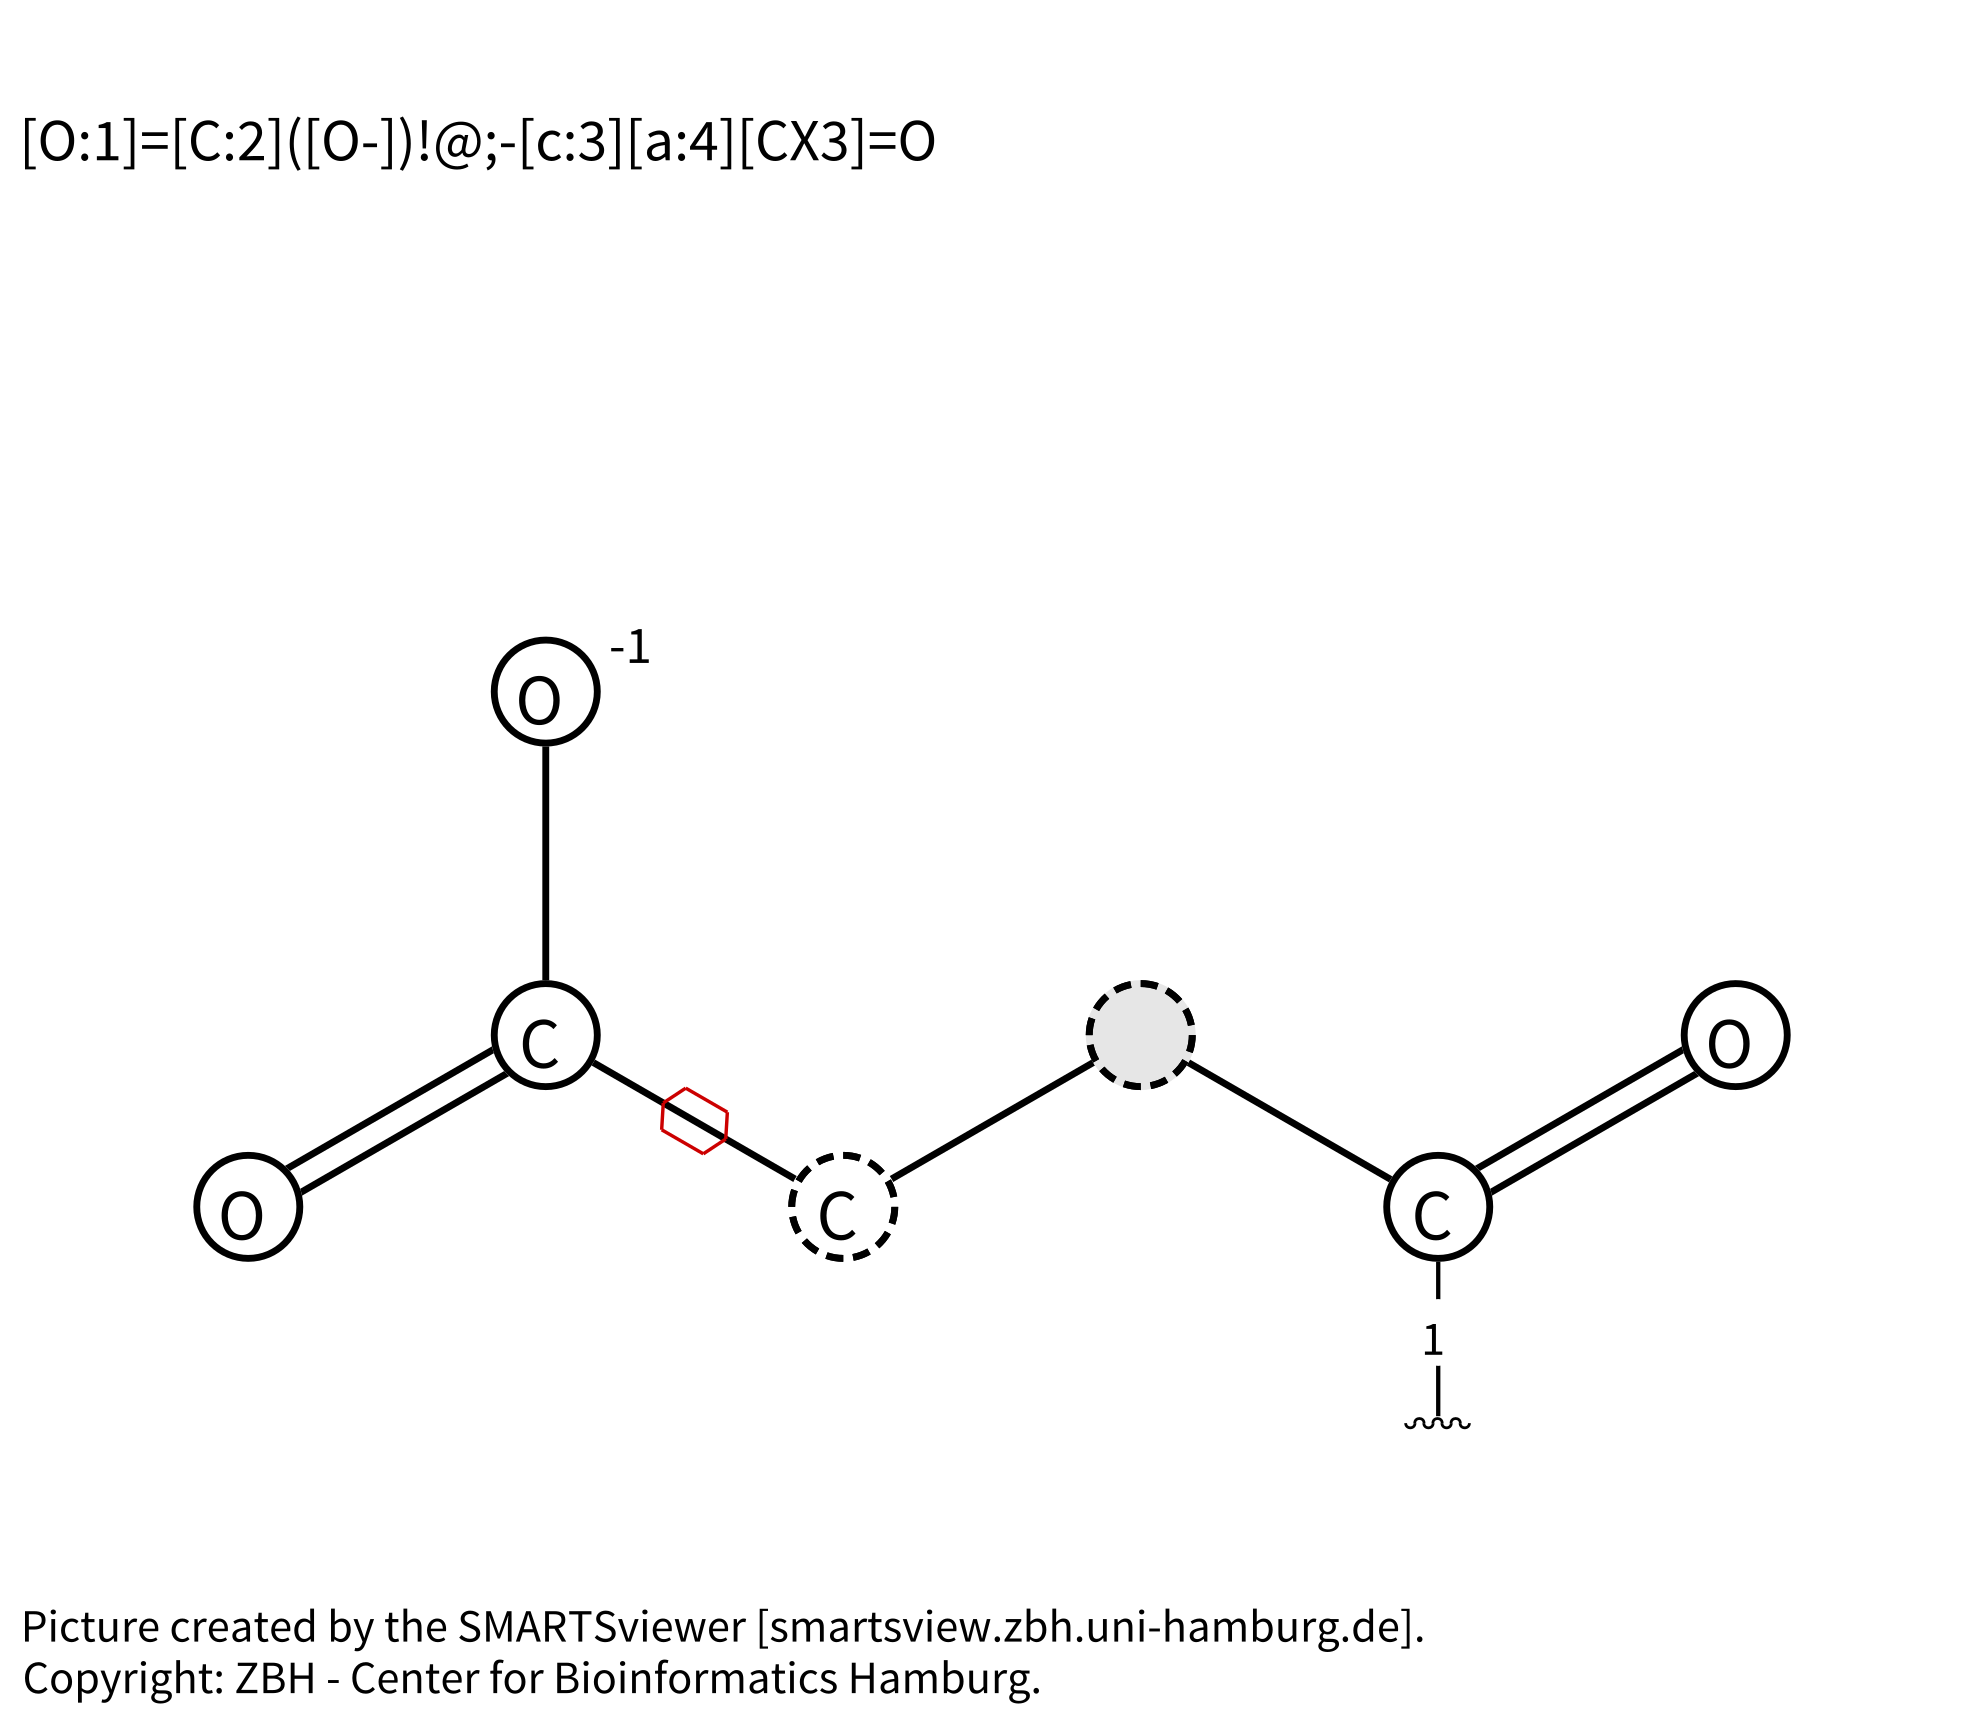 [O:1]=[C:2]([O-])!@;-[c:3][a:4][CX3]=O
O -1
C
O
O
C
C
1
Picture created by the SMARTSviewer [smartsview.zbh.uni-hamburg.de].
Copyright: ZBH - Center for Bioinformatics Hamburg.